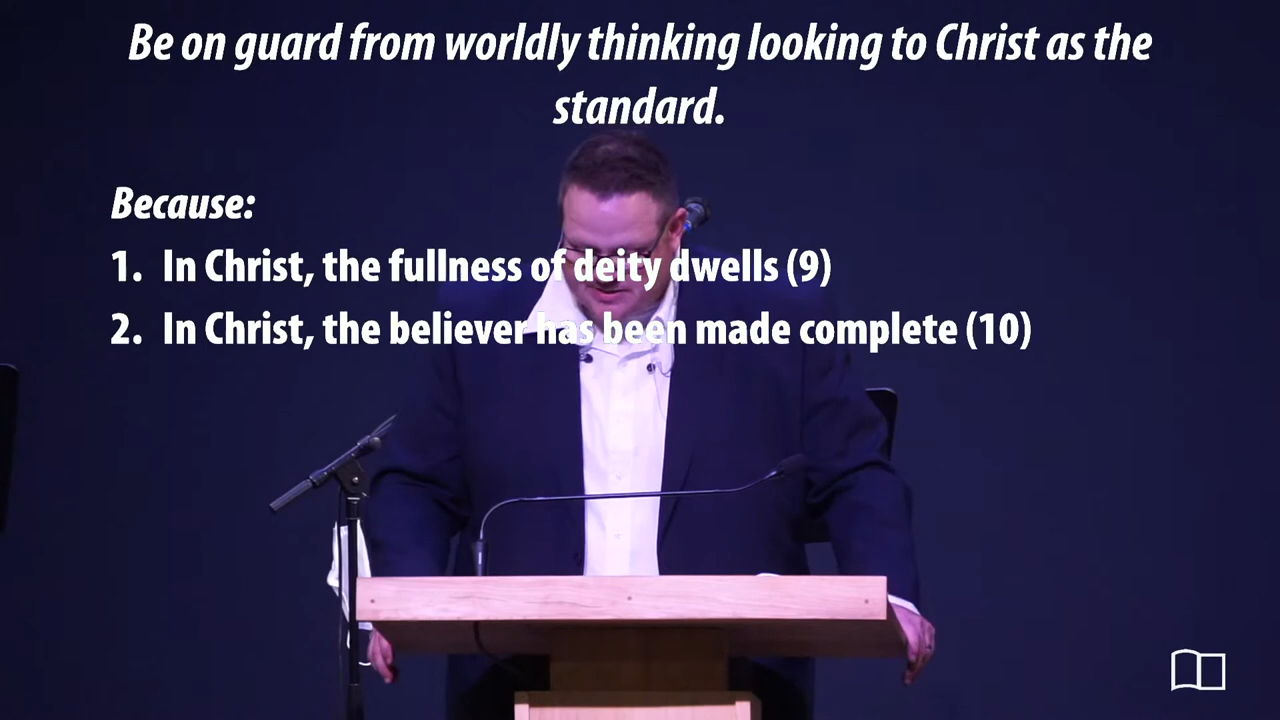 Be on guard from worldly thinking looking to Christ as the
standard.
Because:
1. In Christ, the fullness of deity dwells (9)
2. In Christ, the believer has been made complete (10)